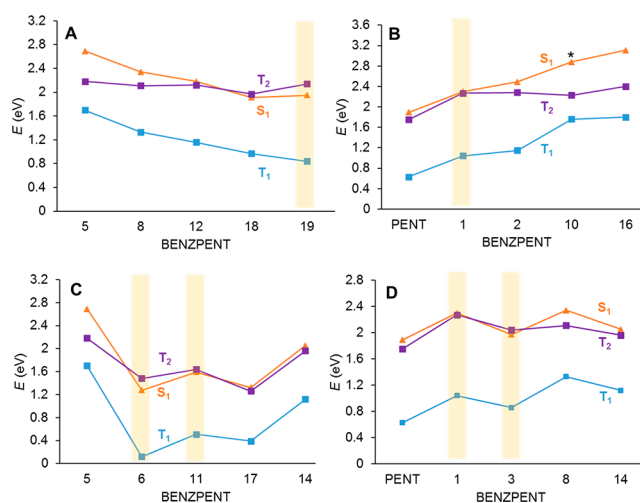 A
3.2
2.8
2.4
2
1.6
1.2
0.8
0.4
0
E (eV)
T2
S1
T1
5 8 12 18 19
BENZPENT
B
3.6
3.2
2.8
2.4
2
1.6
1.2
0.8
0.4
0
E (eV)
S1
*
T2
T1
PENT 1 2 10 16
BENZPENT
C
3.2
2.8
2.4
2
1.6
1.2
0.8
0.4
0
E (eV)
T2
S1
T1
5 6 11 17 14
BENZPENT
D
2.8
2.4
2
1.6
1.2
0.8
0.4
0
E (eV)
S1
T2
T1
PENT 1 3 8 14
BENZPENT